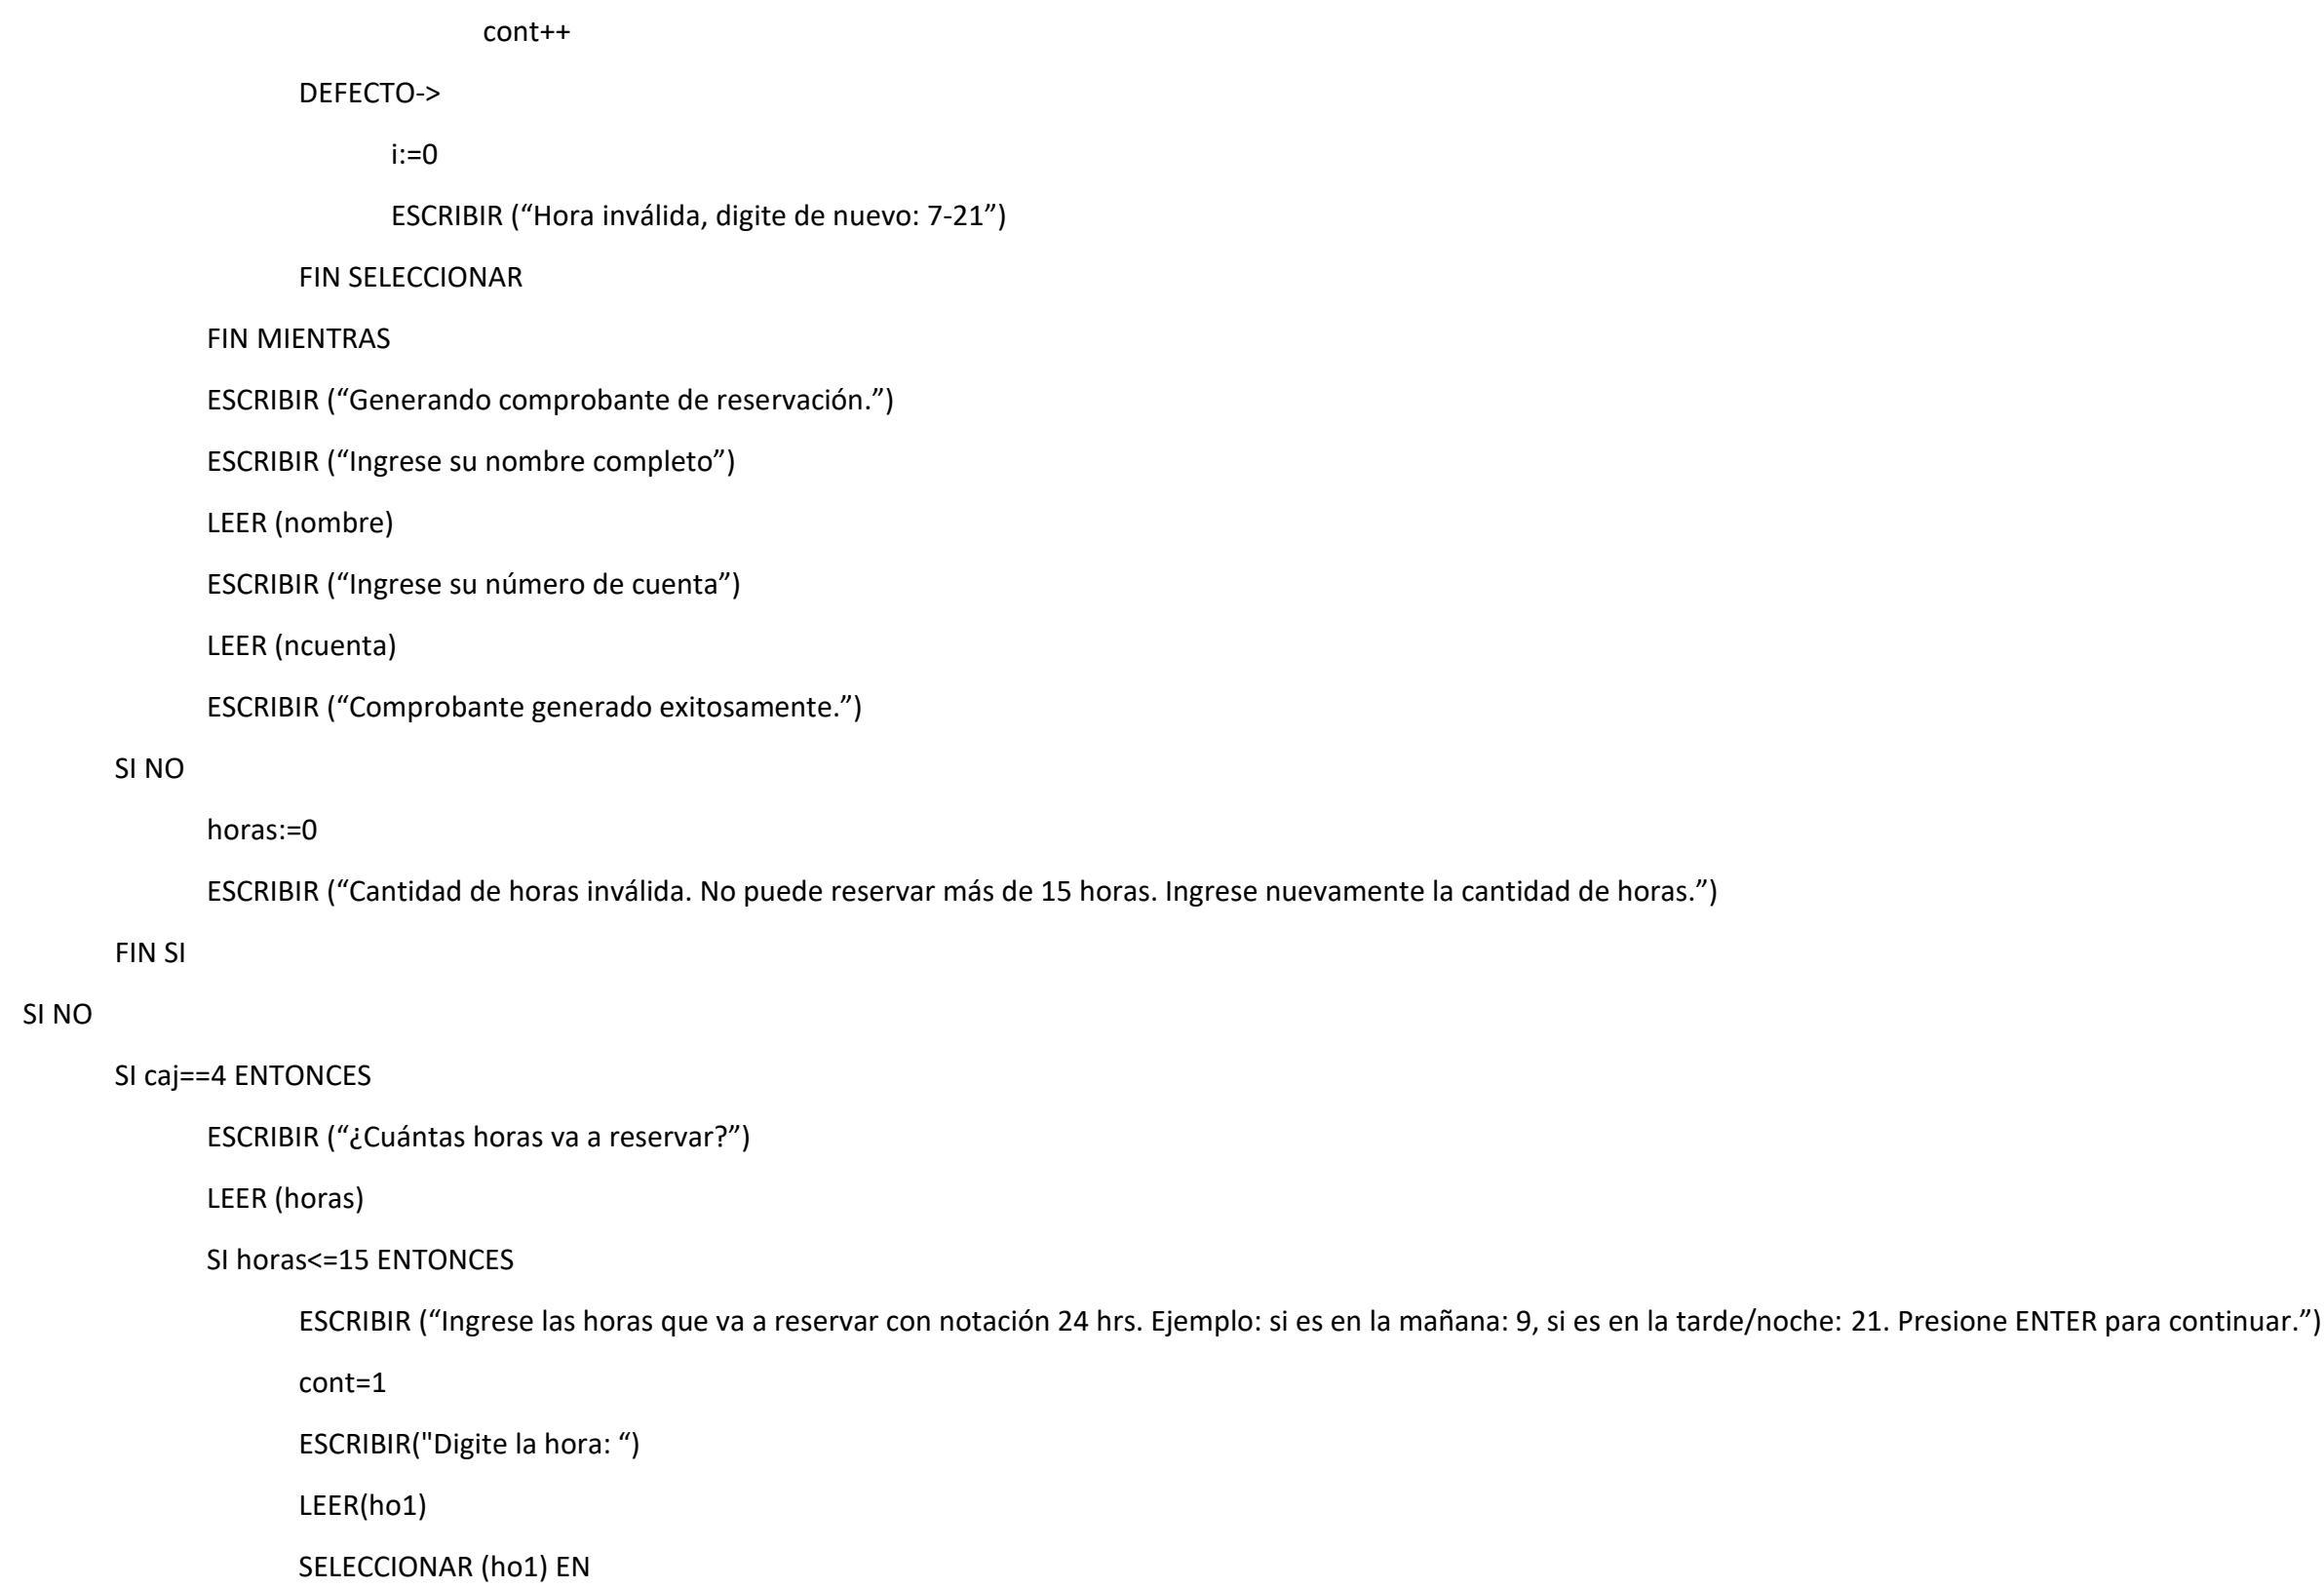 cont++
DEFECTO->
i:=0
ESCRIBIR (“Hora inválida, digite de nuevo: 7-21”)
FIN SELECCIONAR
FIN MIENTRAS
ESCRIBIR (“Generando comprobante de reservación.”)
ESCRIBIR (“Ingrese su nombre completo”)
LEER (nombre)
ESCRIBIR (“Ingrese su número de cuenta”)
LEER (ncuenta)
ESCRIBIR (“Comprobante generado exitosamente.”)
SI NO
horas:=0
ESCRIBIR (“Cantidad de horas inválida. No puede reservar más de 15 horas. Ingrese nuevamente la cantidad de horas.”)
FIN SI
SI NO
SI caj==4 ENTONCES
ESCRIBIR (“¿Cuántas horas va a reservar?”)
LEER (horas)
SI horas<=15 ENTONCES
ESCRIBIR (“Ingrese las horas que va a reservar con notación 24 hrs. Ejemplo: si es en la mañana: 9, si es en la tarde/noche: 21. Presione ENTER para continuar.”)
cont=1
ESCRIBIR("Digite la hora: “)
LEER(ho1)
SELECCIONAR (ho1) EN